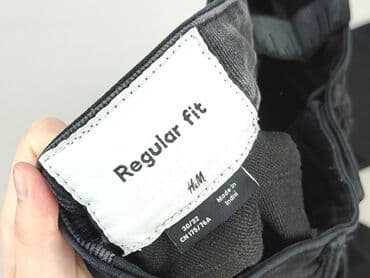 Regular fit
H&M
Made in
India
30/32
CN 175/76A